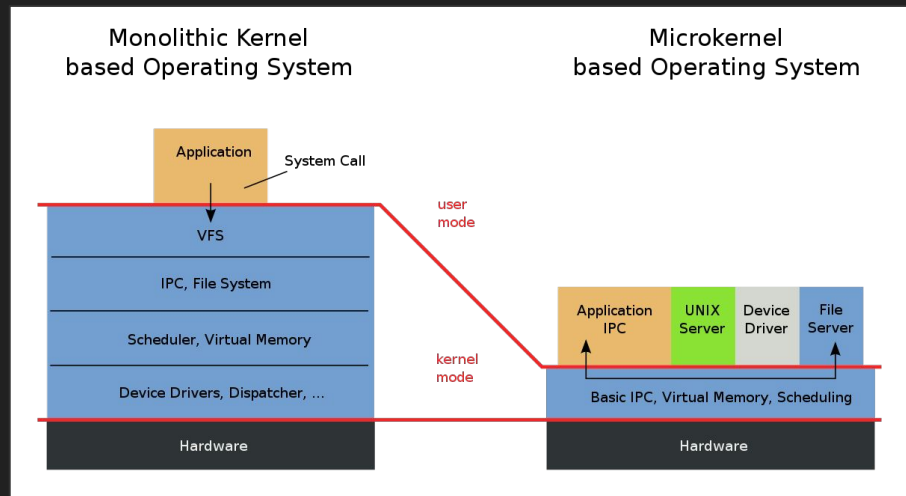 Monolithic Kernel
based Operating System
Microkernel
based Operating System
Application
System Call
user
mode
VFS
IPC, File System
Scheduler, Virtual Memory
Device Drivers, Dispatcher, ...
kernel
mode
Hardware
Application
IPC
UNIX
Server
Device
Driver
File
Server
Basic IPC, Virtual Memory, Scheduling
Hardware